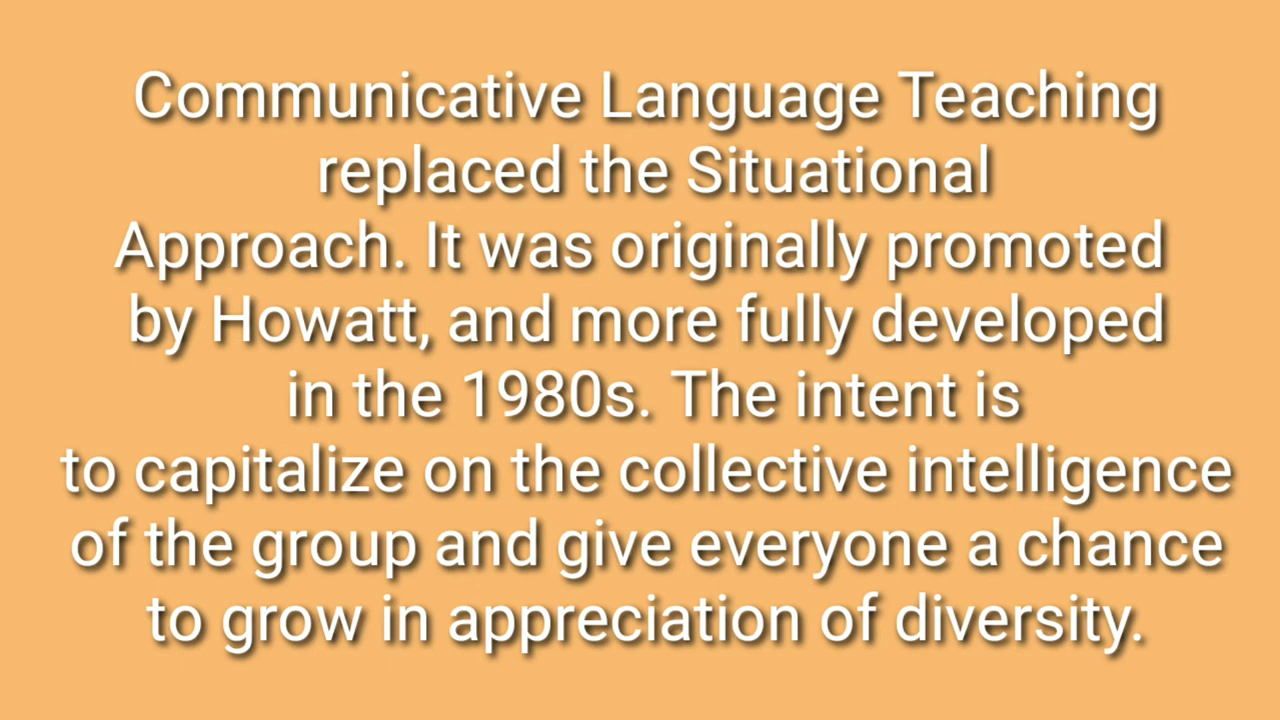 Communicative Language Teaching
replaced the Situational
Approach. It was originally promoted
by Howatt, and more fully developed
in the 1980s. The intent is
to capitalize on the collective intelligence
of the group and give everyone a chance
to grow in appreciation of diversity.